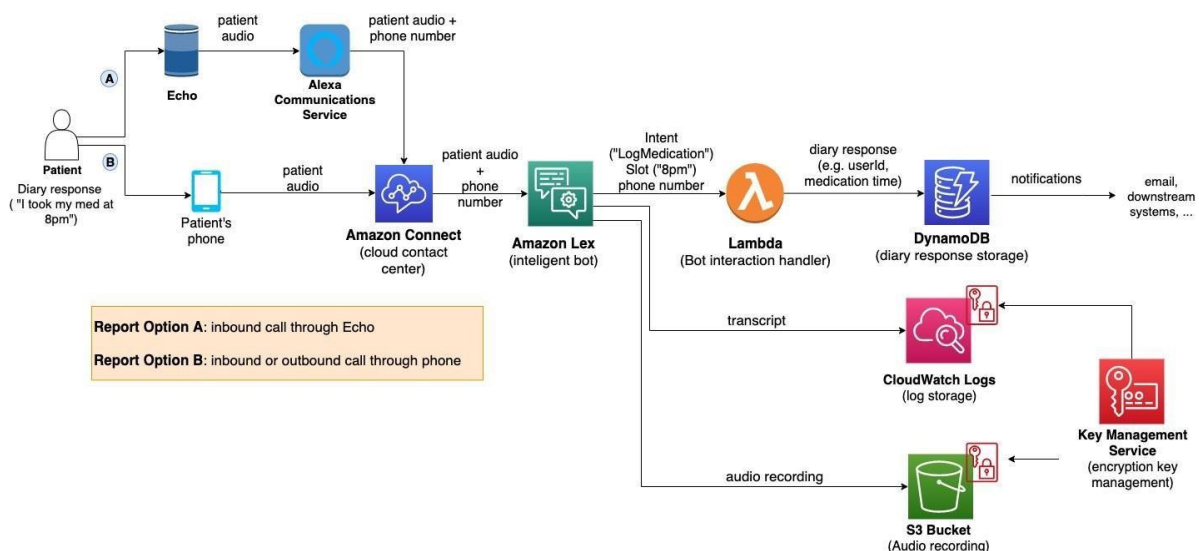 patient
audio
patient audio +
phone number
A
Echo
Alexa
Communications
Service
B
Patient
Diary response
( "I took my med at
8pm")
Patient's
phone
patient
audio
Amazon Connect
(cloud contact
center)
patient audio
+
phone
number
Amazon Lex
(inteligent bot)
Intent
("LogMedication")
Slot ("8pm")
phone number
Lambda
(Bot interaction handler)
diary response
(e.g. userId,
medication time)
DynamoDB
(diary response storage)
notifications
email,
downstream
systems, ...
Report Option A: inbound call through Echo
Report Option B: inbound or outbound call through phone
transcript
CloudWatch Logs
(log storage)
Key Management
Service
(encryption key
management)
audio recording
S3 Bucket
(Audio recording)